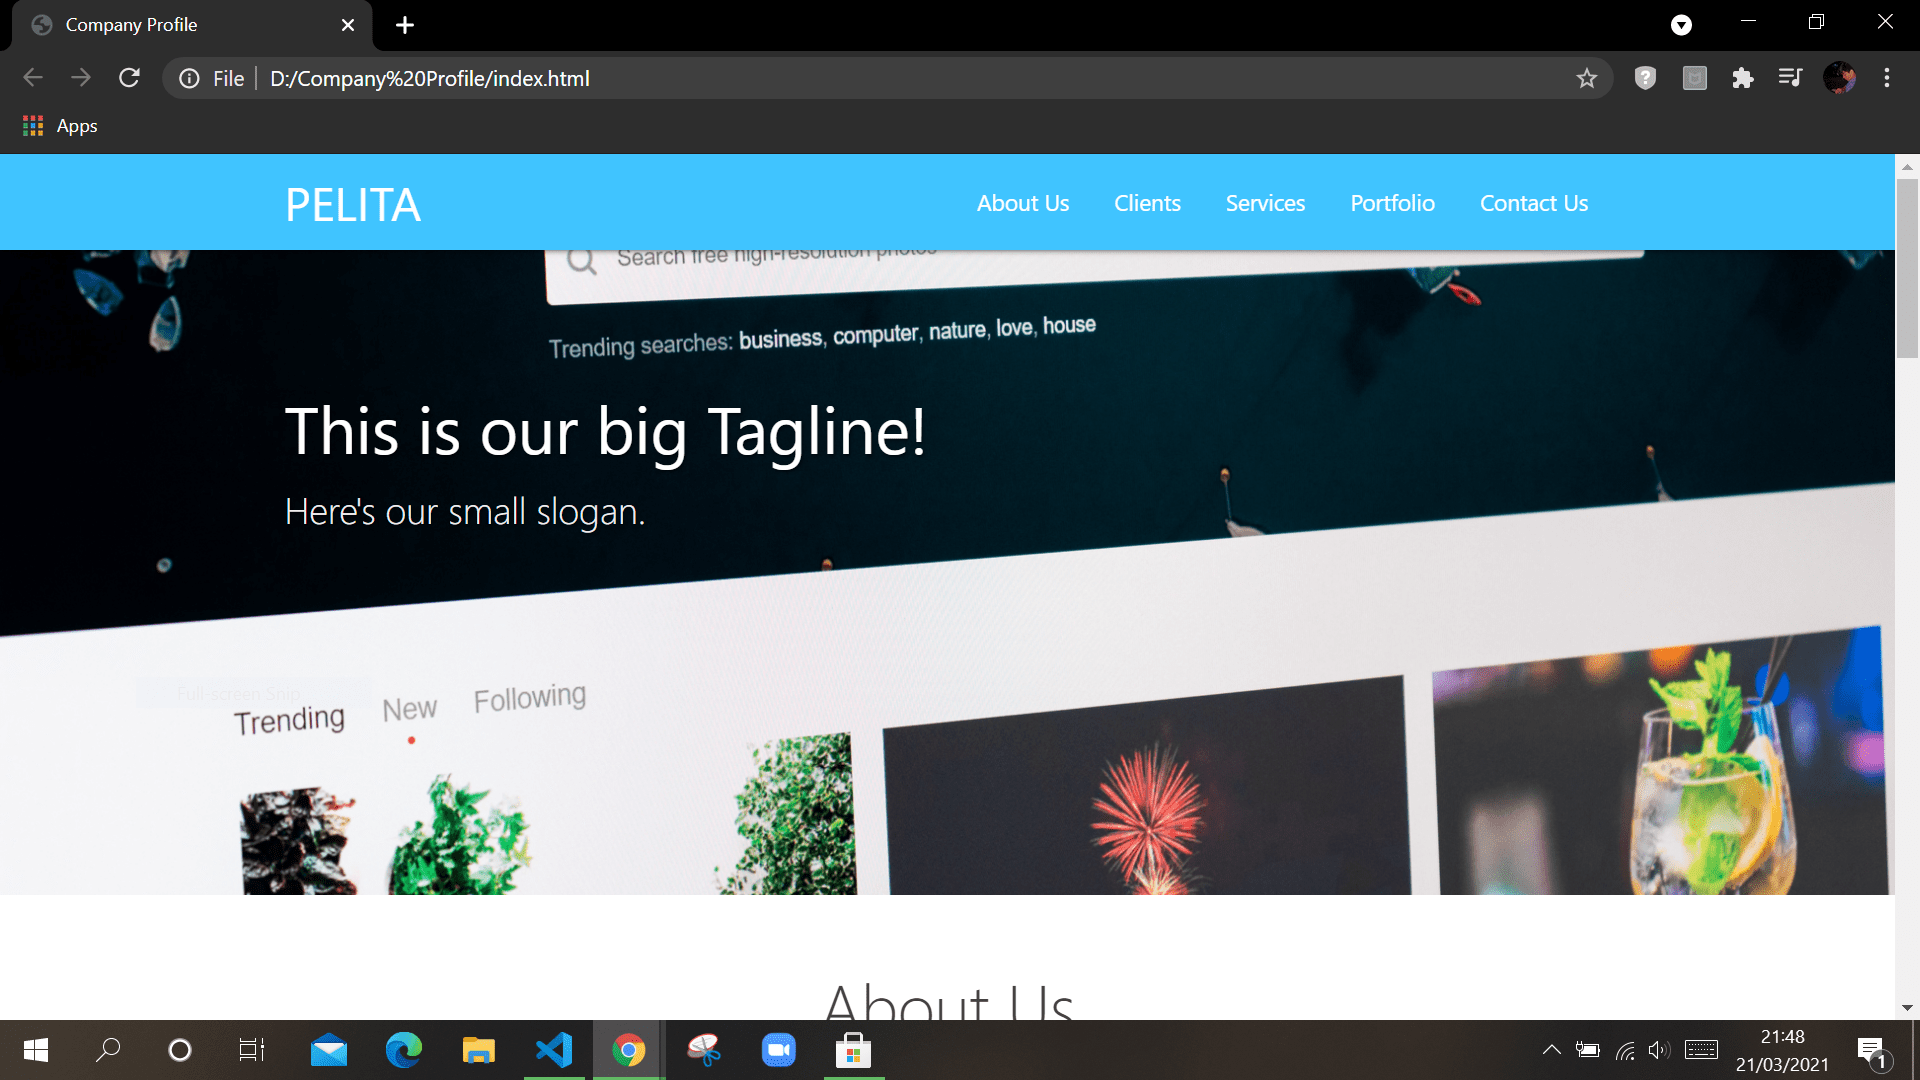 Company Profile
File
D:/Company%20Profile/index.html
Apps
PELITA
About Us
Clients
Services
Portfolio
Contact Us
Search free high-resolution photos
Trending searches: business, computer, nature, love, house
This is our big Tagline!
Here's our small slogan.
Full-screen Snip
Trending
New
Following
About Us
21:48
21/03/2021
1